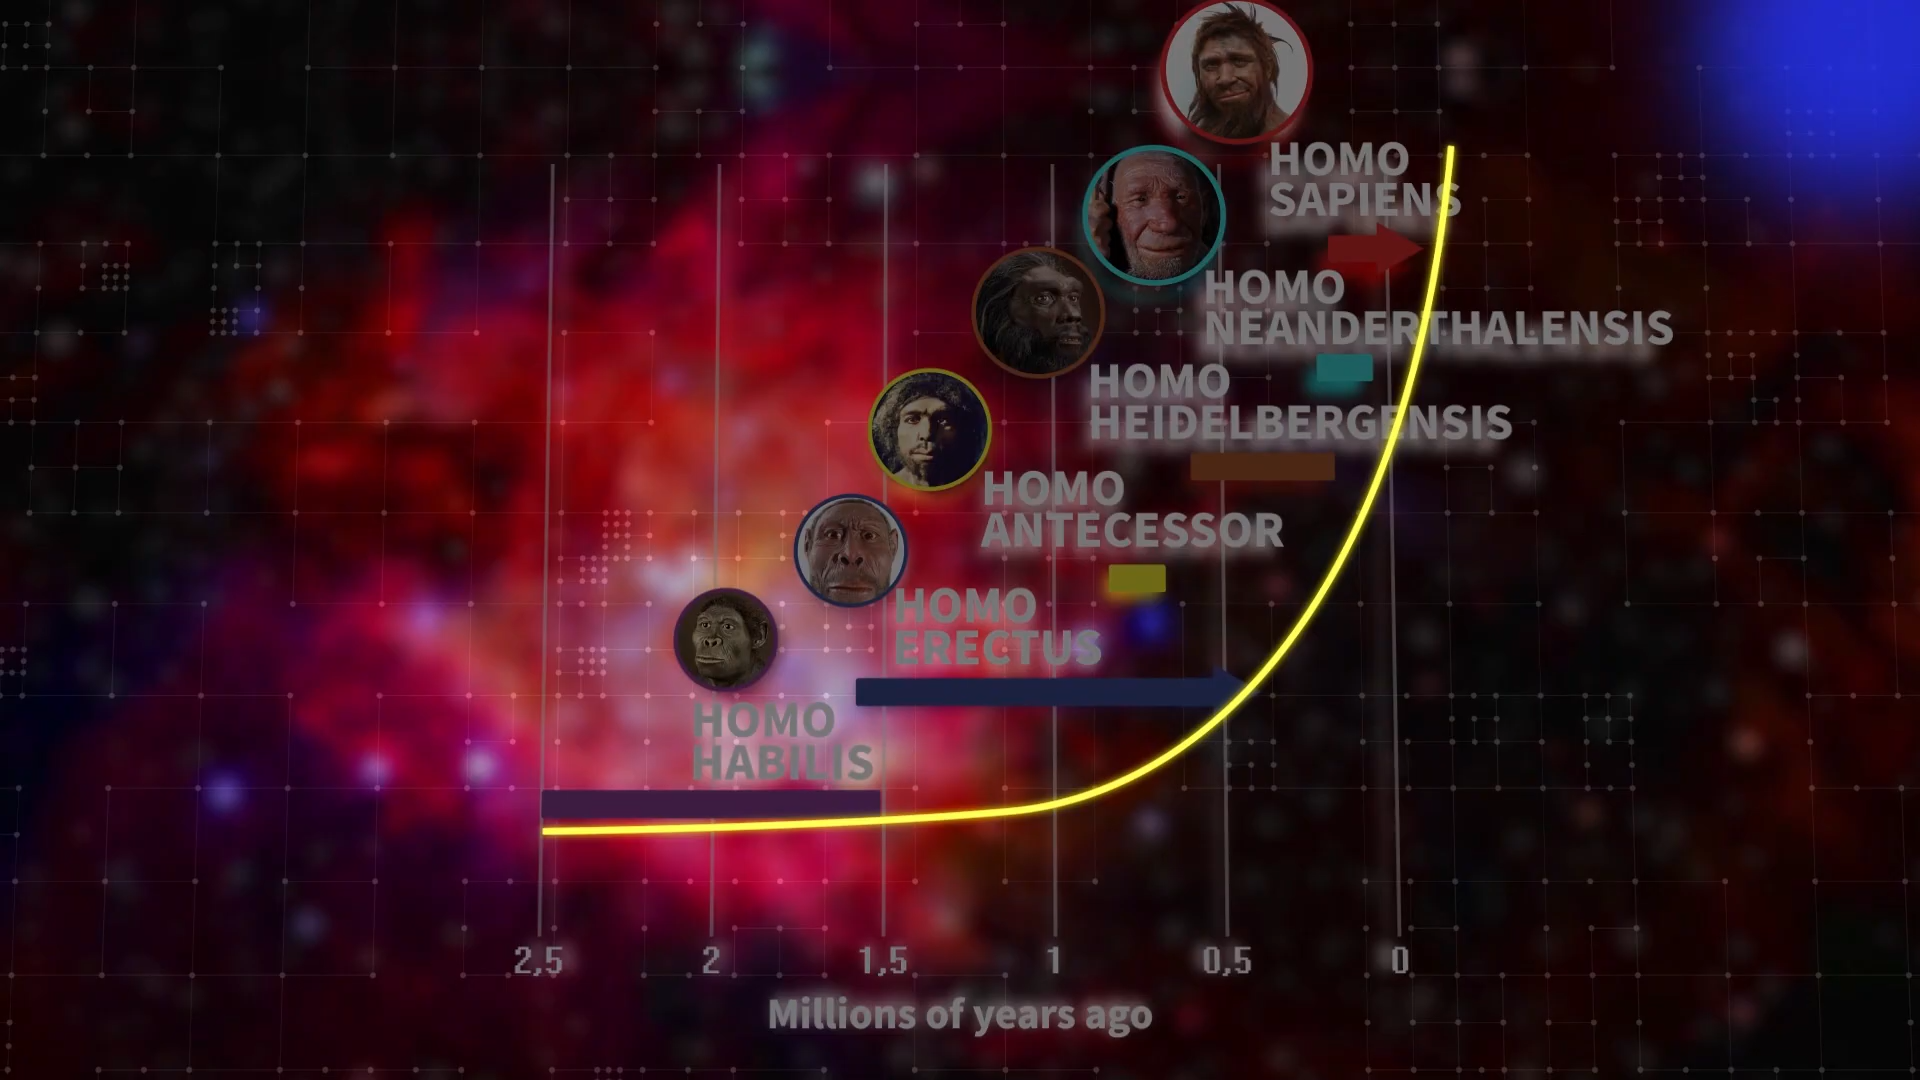 HOMO
SAPIENS
HOMO
NEANDERTHALENSIS
HOMO
HEIDELBERGENSIS
HOMO
ANTECESSOR
HOMO
ERECTUS
HOMO
HABILIS
2,5 2 1,5 1 0,5 0
Millions of years ago